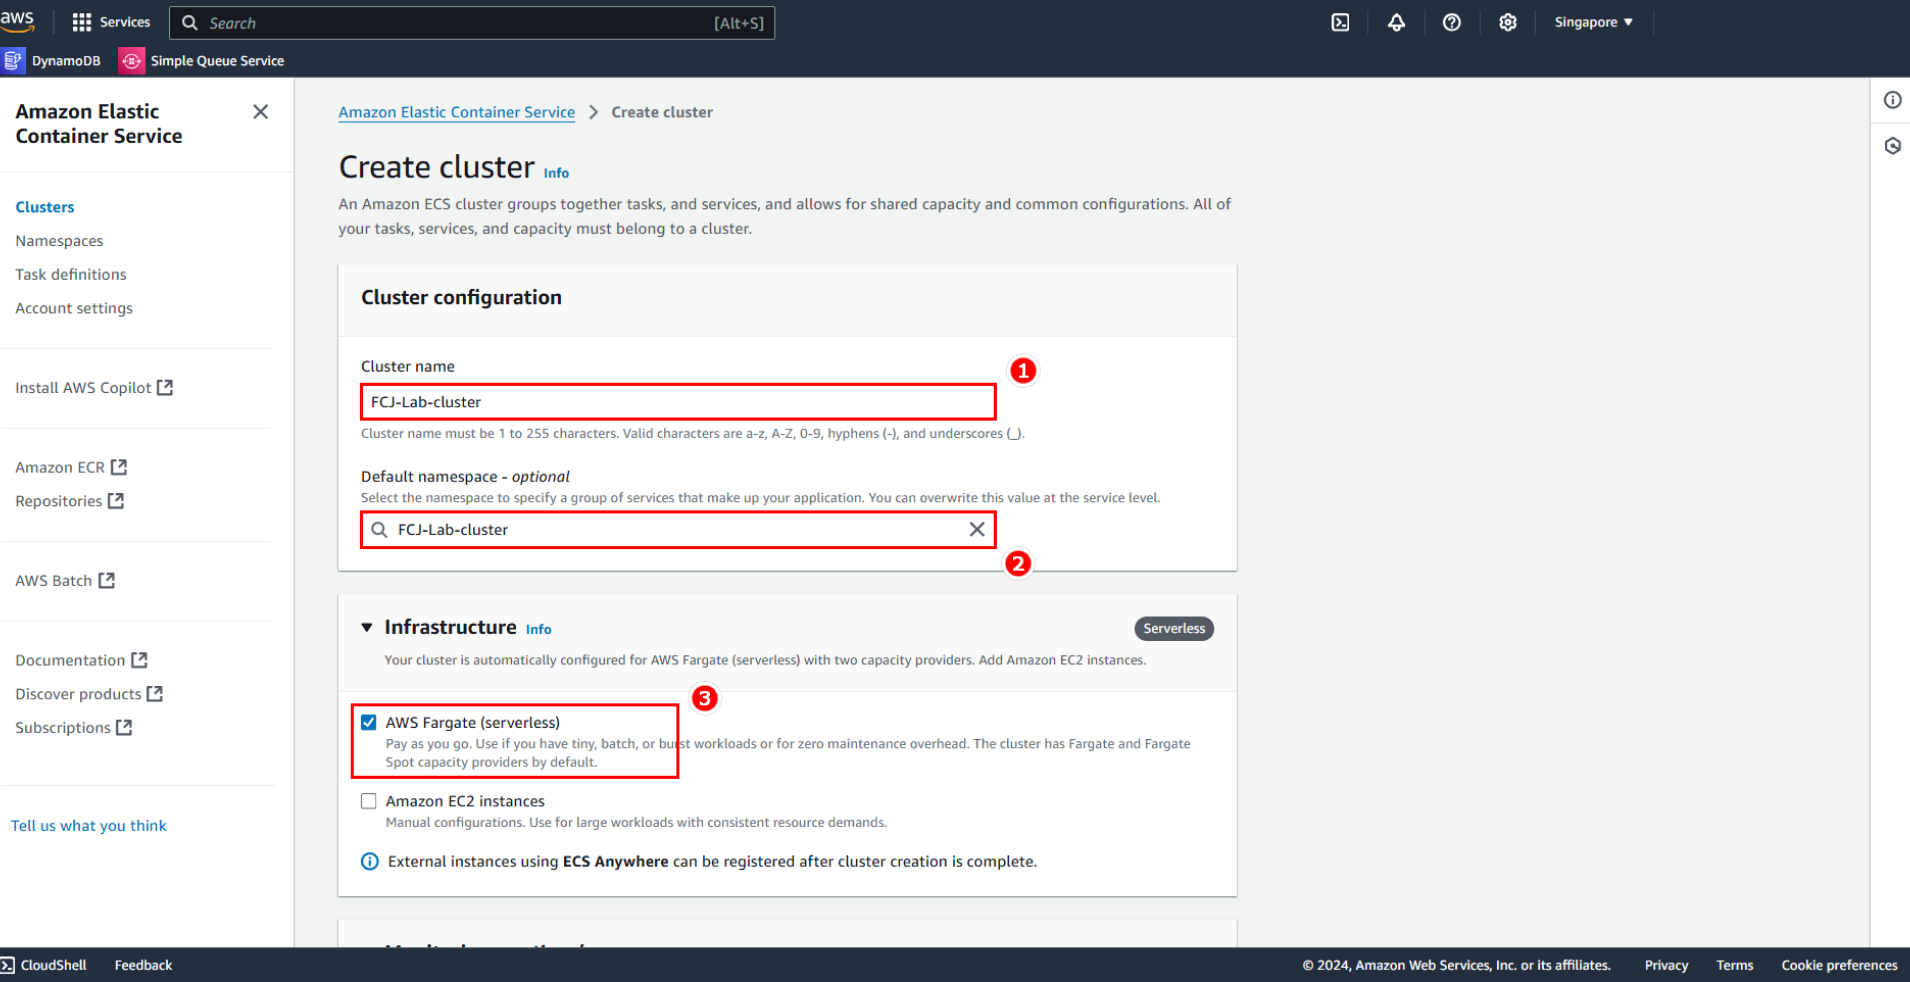 aws
Services
Search
[Alt+S]
Singapore ▼
DynamoDB
Simple Queue Service
Amazon Elastic
Container Service
Clusters
Namespaces
Task definitions
Account settings
Install AWS Copilot
Amazon ECR
Repositories
AWS Batch
Documentation
Discover products
Subscriptions
Tell us what you think
Amazon Elastic Container Service > Create cluster
Create cluster Info
An Amazon ECS cluster groups together tasks, and services, and allows for shared capacity and common configurations. All of
your tasks, services, and capacity must belong to a cluster.
Cluster configuration
Cluster name
1
FCJ-Lab-cluster
Cluster name must be 1 to 255 characters. Valid characters are a-z, A-Z, 0-9, hyphens (-), and underscores (_).
Default namespace - optional
Select the namespace to specify a group of services that make up your application. You can overwrite this value at the service level.
FCJ-Lab-cluster
2
Infrastructure Info
Serverless
Your cluster is automatically configured for AWS Fargate (serverless) with two capacity providers. Add Amazon EC2 instances.
3
AWS Fargate (serverless)
Pay as you go. Use if you have tiny, batch, or burst workloads or for zero maintenance overhead. The cluster has Fargate and Fargate
Spot capacity providers by default.
Amazon EC2 instances
Manual configurations. Use for large workloads with consistent resource demands.
External instances using ECS Anywhere can be registered after cluster creation is complete.
CloudShell
Feedback
© 2024, Amazon Web Services, Inc. or its affiliates.
Privacy
Terms
Cookie preferences